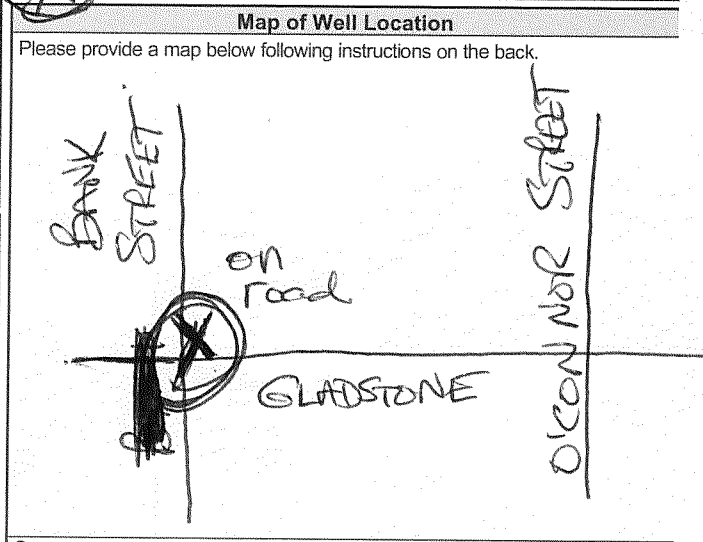 Map of Well Location
Please provide a map below following instructions on the back.
BANK
STREET
on
road
X
GLADSTONE
O'CONNOR STREET